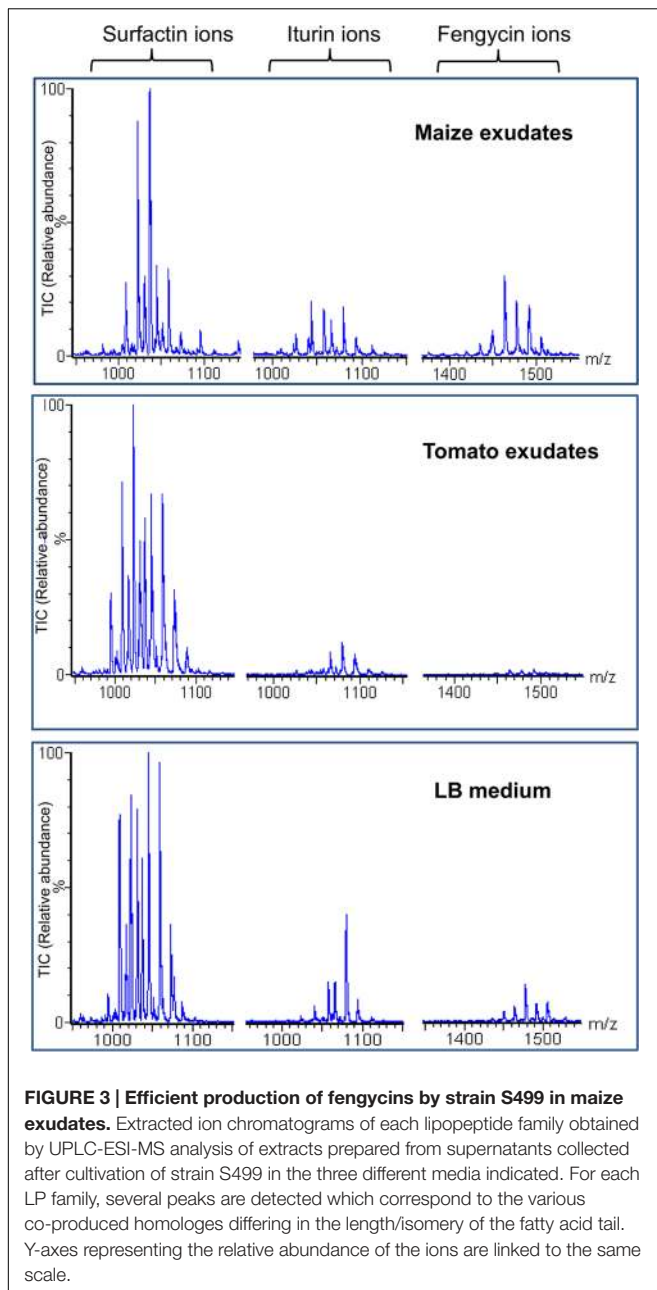 Surfactin ions Iturin ions Fengycin ions
Maize exudates
TIC (Relative abundance)
%
100
0
1000 1100 1000 1100 1400 1500 m/z
Tomato exudates
TIC (Relative abundance)
%
100
0
1000 1100 1000 1100 1400 1500 m/z
LB medium
TIC (Relative abundance)
%
100
0
1000 1100 1000 1100 1400 1500 m/z
FIGURE 3 | Efficient production of fengycins by strain S499 in maize
exudates. Extracted ion chromatograms of each lipopeptide family obtained
by UPLC-ESI-MS analysis of extracts prepared from supernatants collected
after cultivation of strain S499 in the three different media indicated. For each
LP family, several peaks are detected which correspond to the various
co-produced homologes differing in the length/isomery of the fatty acid tail.
Y-axes representing the relative abundance of the ions are linked to the same
scale.